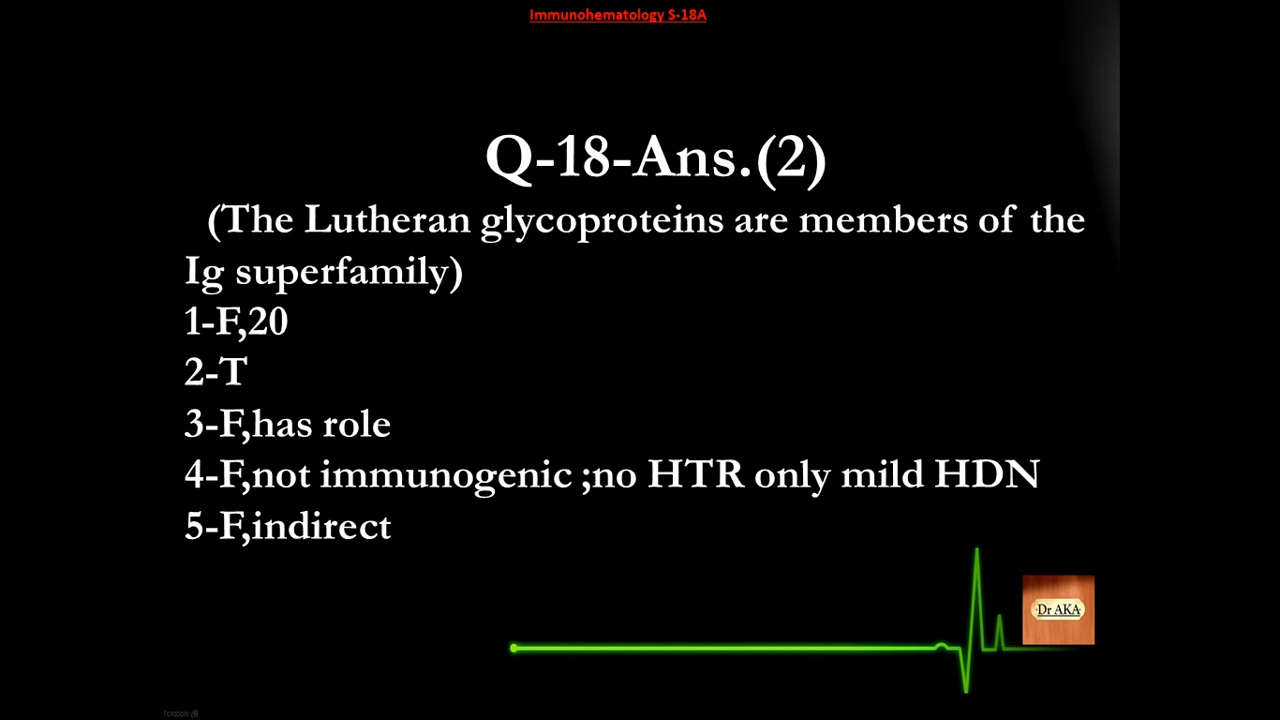 Immunohematology S-18A
Q-18-Ans.(2)
(The Lutheran glycoproteins are members of the
Ig superfamily)
1-F,20
2-T
3-F,has role
4-F,not immunogenic ;no HTR only mild HDN
5-F,indirect
Dr AKA